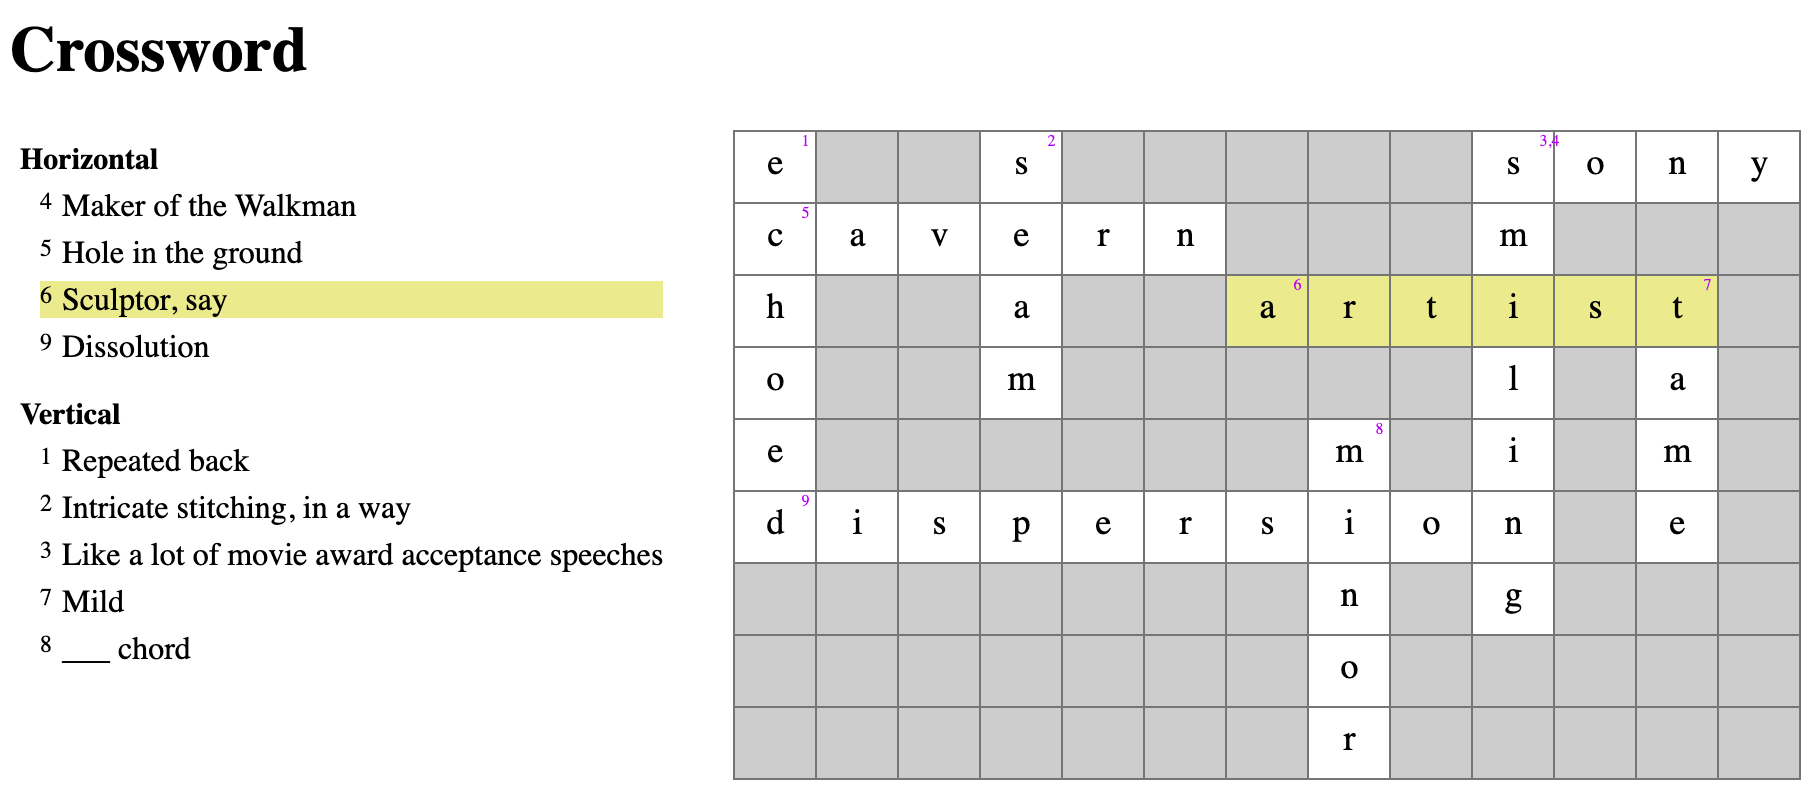 Crossword
Horizontal
4 Maker of the Walkman
5 Hole in the ground
6 Sculptor, say
9 Dissolution
Vertical
1 Repeated back
2 Intricate stitching, in a way
3 Like a lot of movie award acceptance speeches
7 Mild
8 ___ chord
e 1 s 2 s 3,4 o n y
c 5 a v e r n m
h a a 6 r t i s t 7
o m l a
e m 8 i m
d 9 i s p e r s i o n e
n g
o
r